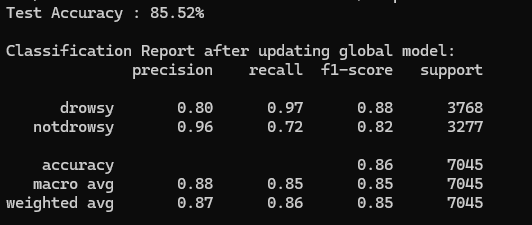 Test Accuracy : 85.52%
Classification Report after updating global model:
precision recall f1-score support
drowsy 0.80 0.97 0.88 3768
notdrowsy 0.96 0.72 0.82 3277
accuracy 0.86 7045
macro avg 0.88 0.85 0.85 7045
weighted avg 0.87 0.86 0.85 7045